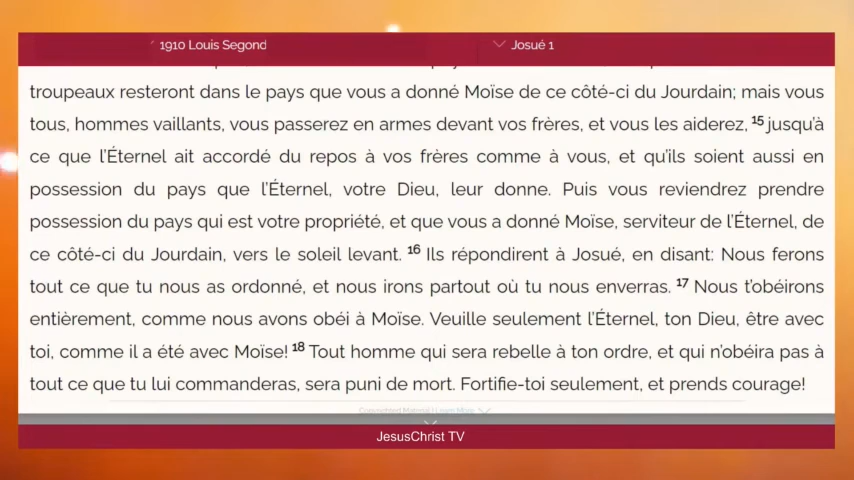 1910 Louis Segond
Josué 1
troupeaux resteront dans le pays que vous a donné Moïse de ce côté-ci du Jourdain; mais vous
tous, hommes vaillants, vous passerez en armes devant vos frères, et vous les aiderez, 15 jusqu'à
ce que l'Éternel ait accordé du repos à vos frères comme à vous, et qu'ils soient aussi en
possession du pays que l'Éternel, votre Dieu, leur donne. Puis vous reviendrez prendre
possession du pays qui est votre propriété, et que vous a donné Moïse, serviteur de l'Éternel, de
ce côté-ci du Jourdain, vers le soleil levant. 16 Ils répondirent à Josué, en disant: Nous ferons
tout ce que tu nous as ordonné, et nous irons partout où tu nous enverras. 17 Nous t'obéirons
entièrement, comme nous avons obéi à Moïse. Veuille seulement l'Éternel, ton Dieu, être avec
toi, comme il a été avec Moïse! 18 Tout homme qui sera rebelle à ton ordre, et qui n'obéira pas à
tout ce que tu lui commanderas, sera puni de mort. Fortifie-toi seulement, et prends courage!
Copyrighted Material | Learn More
JesusChrist TV